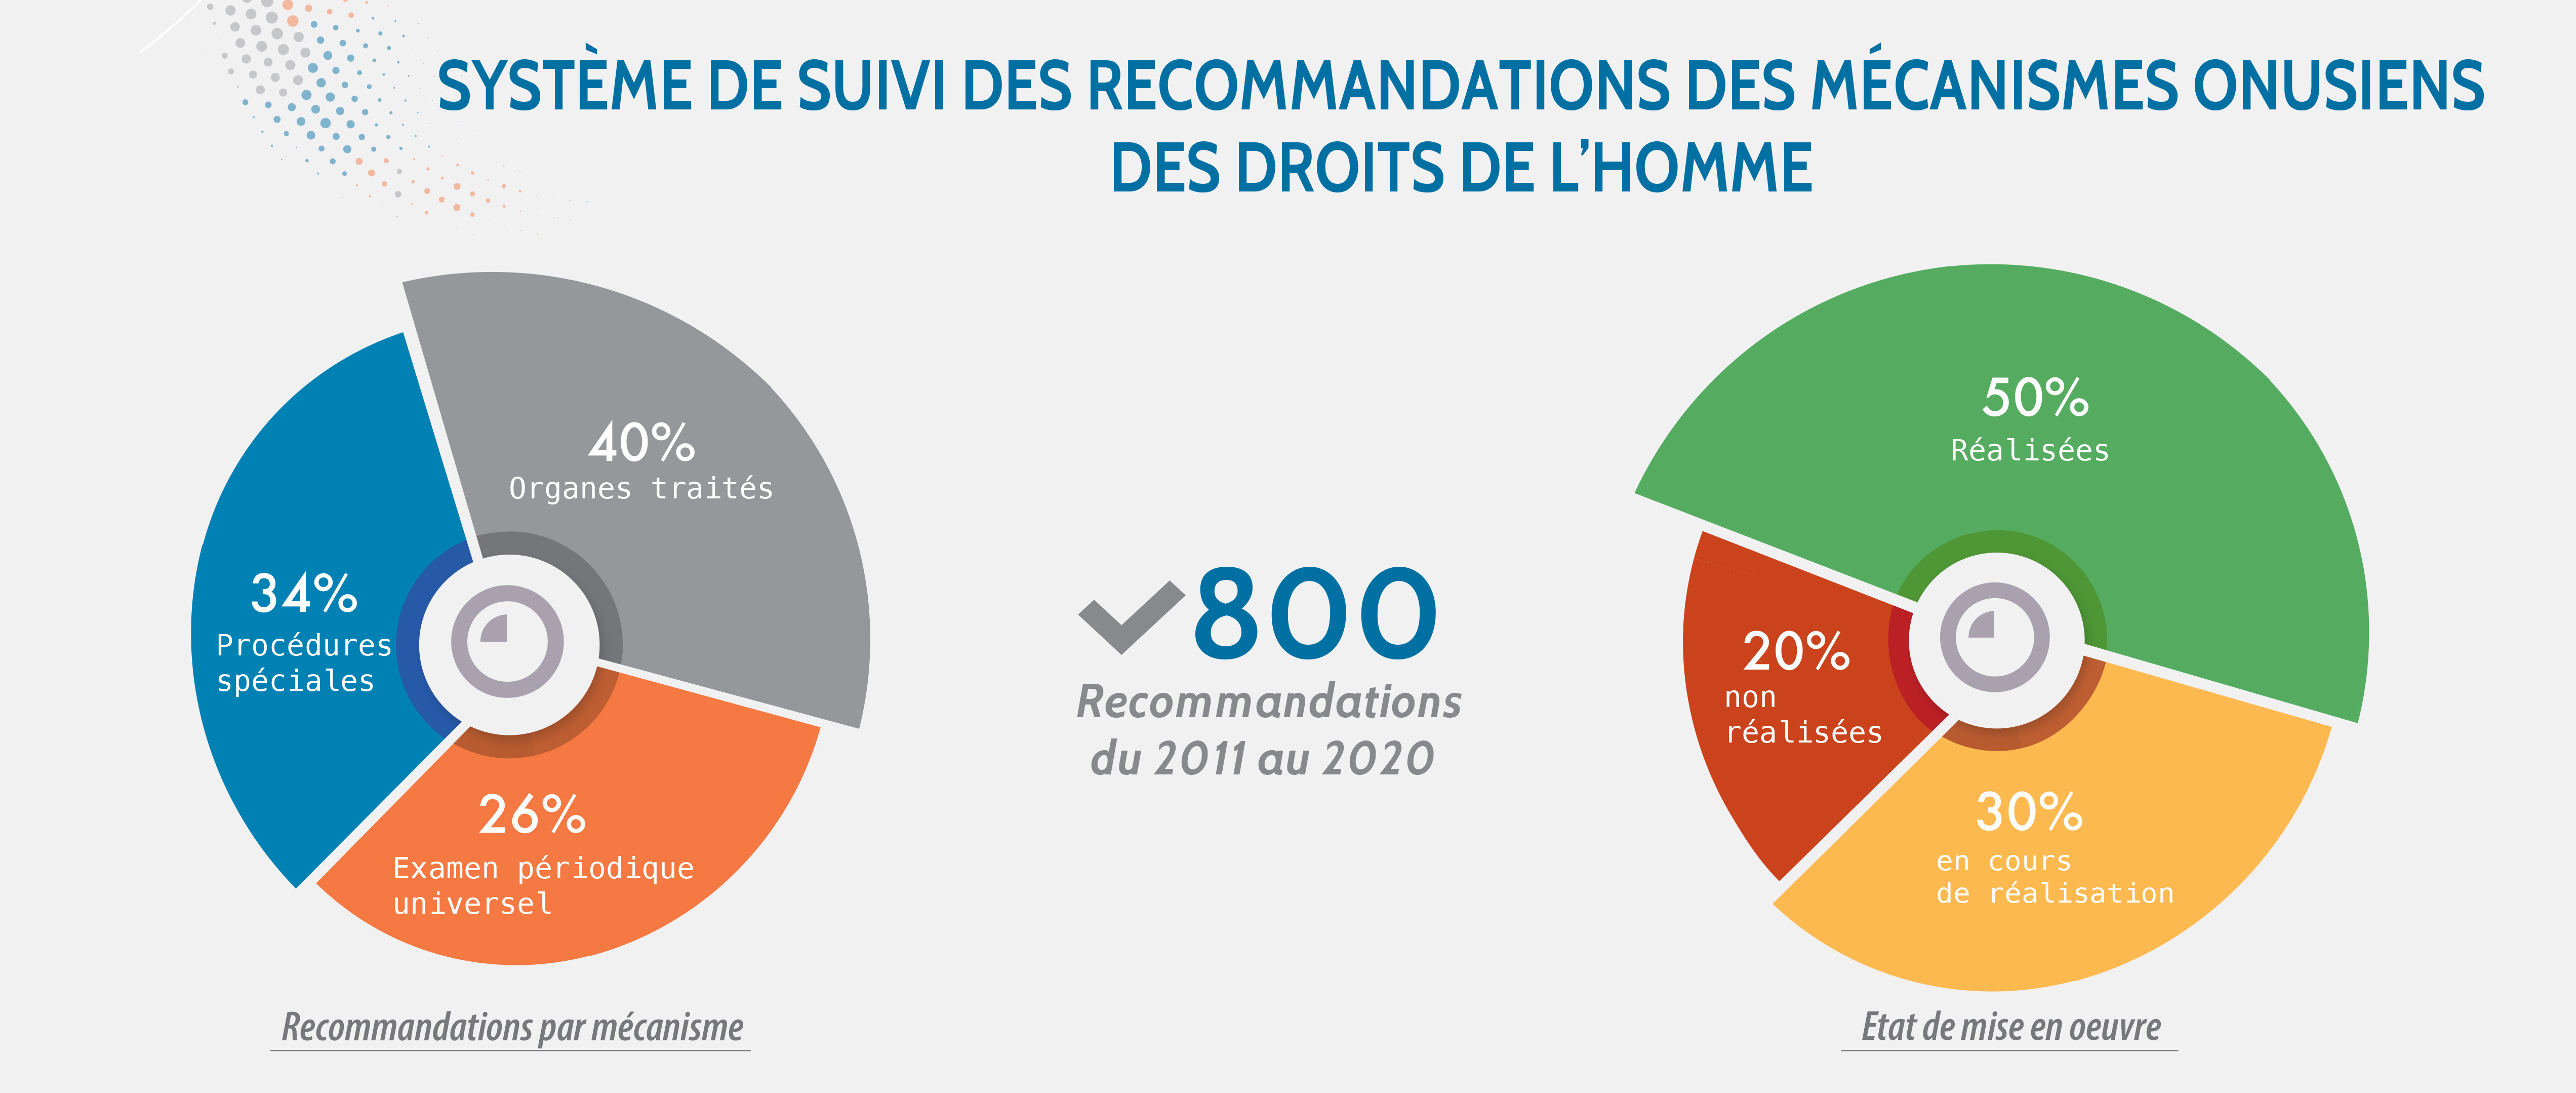 SYSTÈME DE SUIVI DES RECOMMANDATIONS DES MÉCANISMES ONUSIENS
DES DROITS DE L'HOMME
40%
Organes traités
34%
Procédures
spéciales
26%
Examen périodique
universel
Recommandations par mécanisme
800
Recommandations
du 2011 au 2020
50%
Réalisées
20%
non
réalisées
30%
en cours
de réalisation
Etat de mise en oeuvre